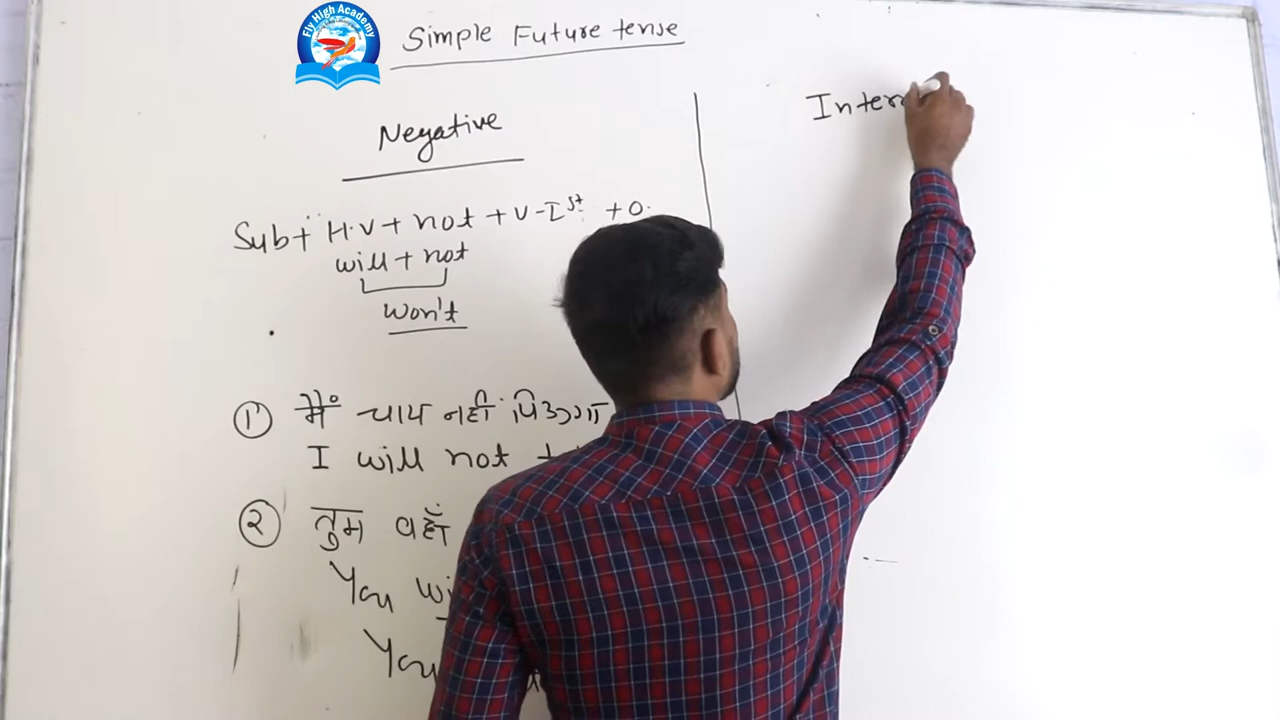 Fly High Academy
Simple Future tense
Negative
Sub + H.V + not + V-Ist + O.
will + not
won't
① मैं चाय नहीं पिऊंगा
I will not
② तुम वहाँ
You
You
Inter